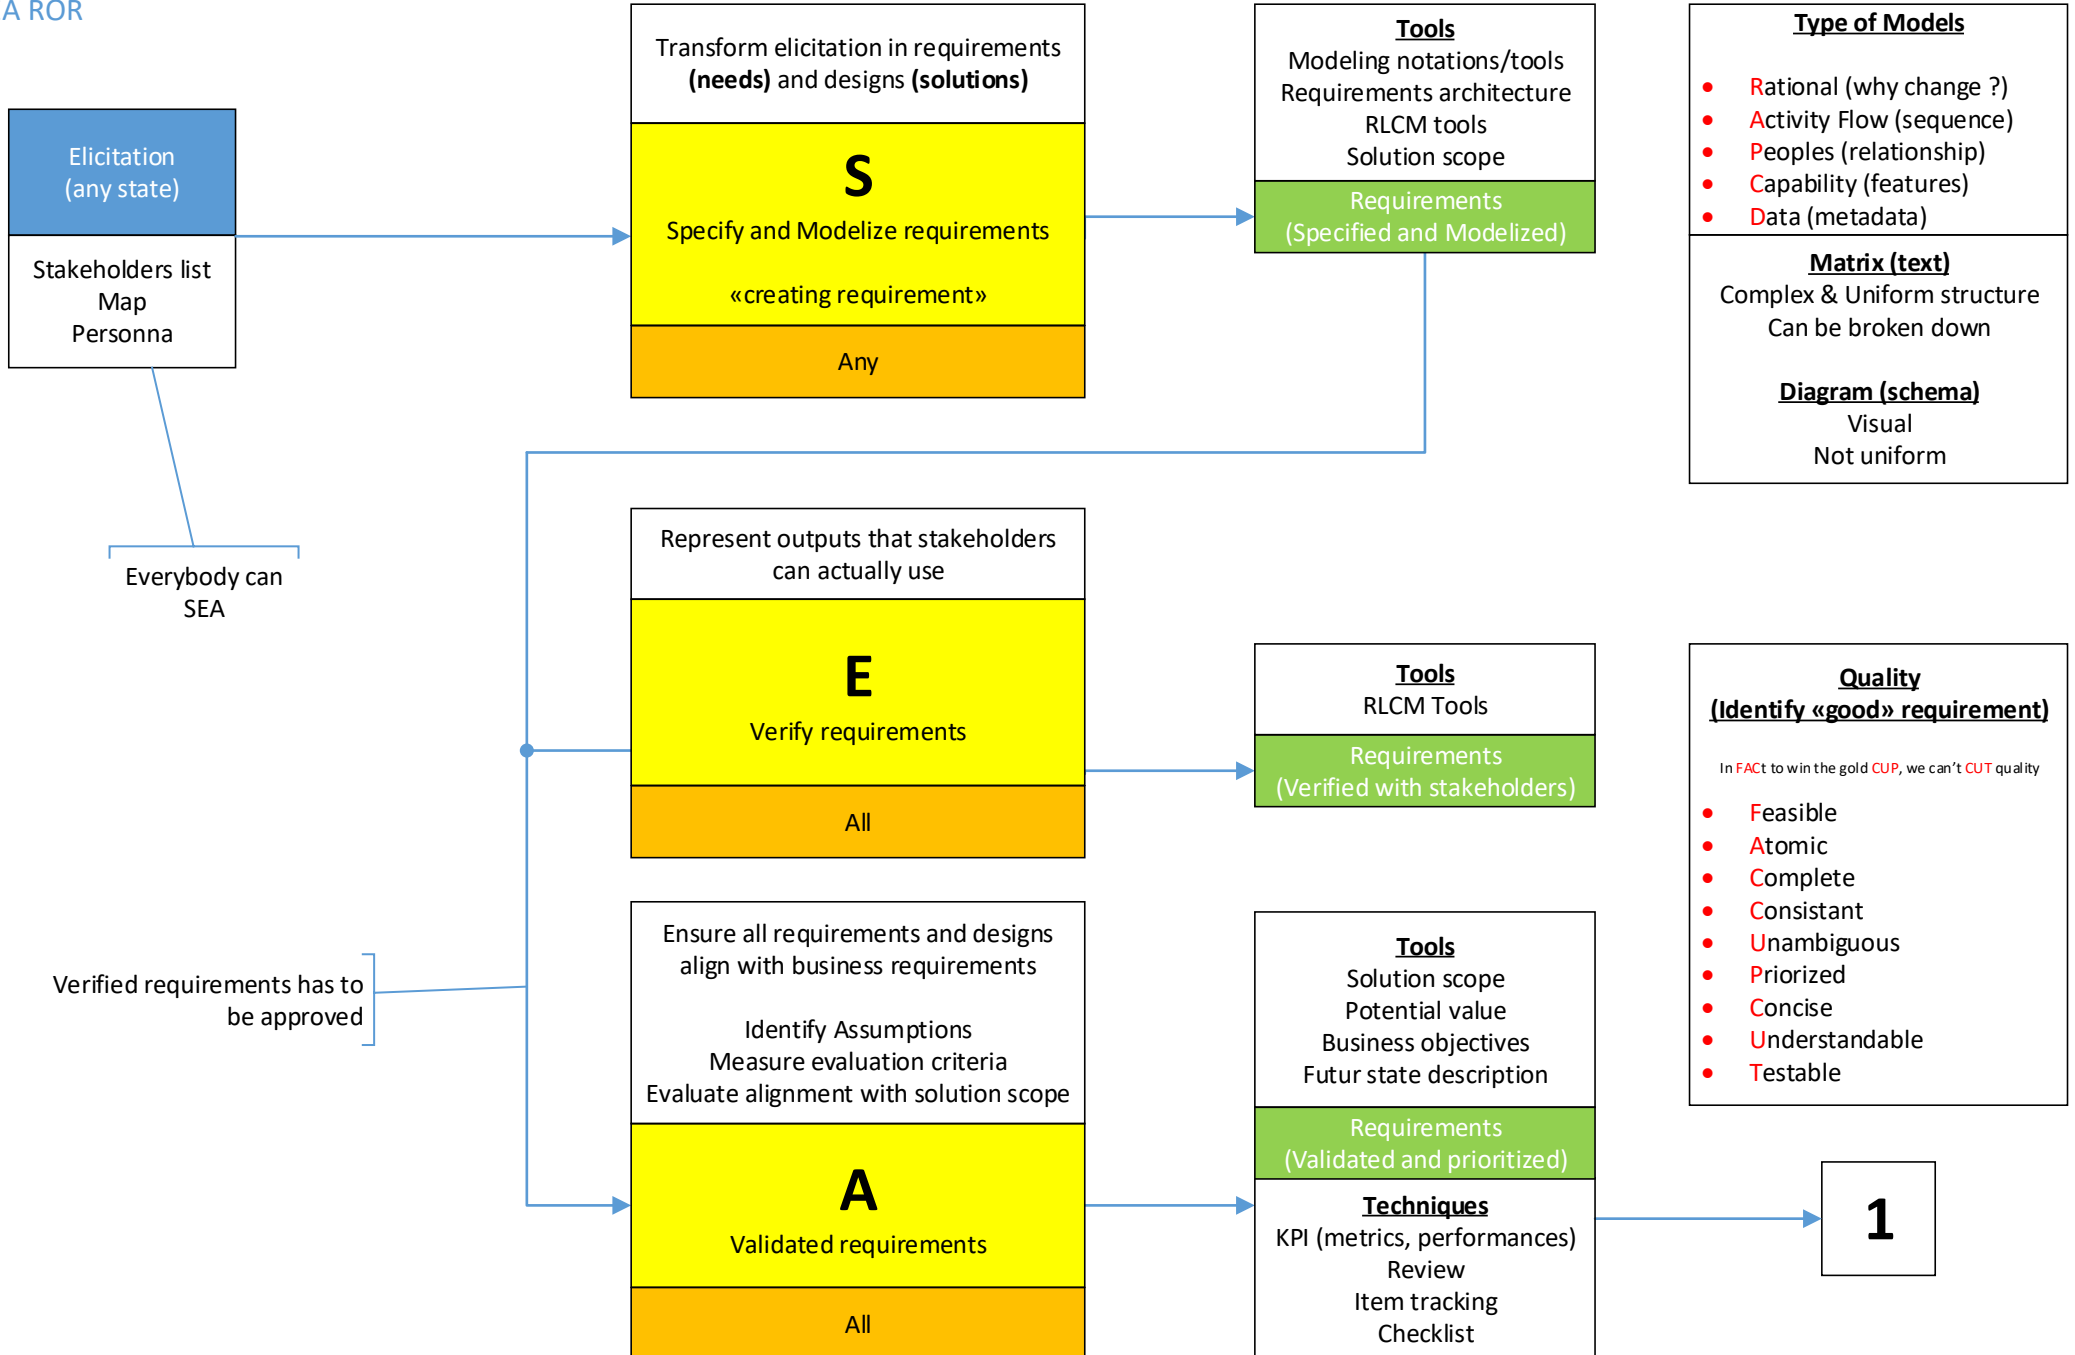 A ROR
Elicitation
(any state)
Stakeholders list
Map
Personna
Everybody can
SEA
Transform elicitation in requirements
(needs) and designs (solutions)
S
Specify and Modelize requirements
«creating requirement»
Any
Tools
Modeling notations/tools
Requirements architecture
RLCM tools
Solution scope
Requirements
(Specified and Modelized)
Type of Models
Rational (why change ?)
Activity Flow (sequence)
Peoples (relationship)
Capability (features)
Data (metadata)
Matrix (text)
Complex & Uniform structure
Can be broken down
Diagram (schema)
Visual
Not uniform
Represent outputs that stakeholders
can actually use
E
Verify requirements
All
Tools
RLCM Tools
Requirements
(Verified with stakeholders)
Quality
(Identify «good» requirement)
In FACt to win the gold CUP, we can't CUT quality
Feasible
Atomic
Complete
Consistant
Unambiguous
Priorized
Concise
Understandable
Testable
Verified requirements has to
be approved
Ensure all requirements and designs
align with business requirements
Identify Assumptions
Measure evaluation criteria
Evaluate alignment with solution scope
A
Validated requirements
All
Tools
Solution scope
Potential value
Business objectives
Futur state description
Requirements
(Validated and prioritized)
Techniques
KPI (metrics, performances)
Review
Item tracking
Checklist
1